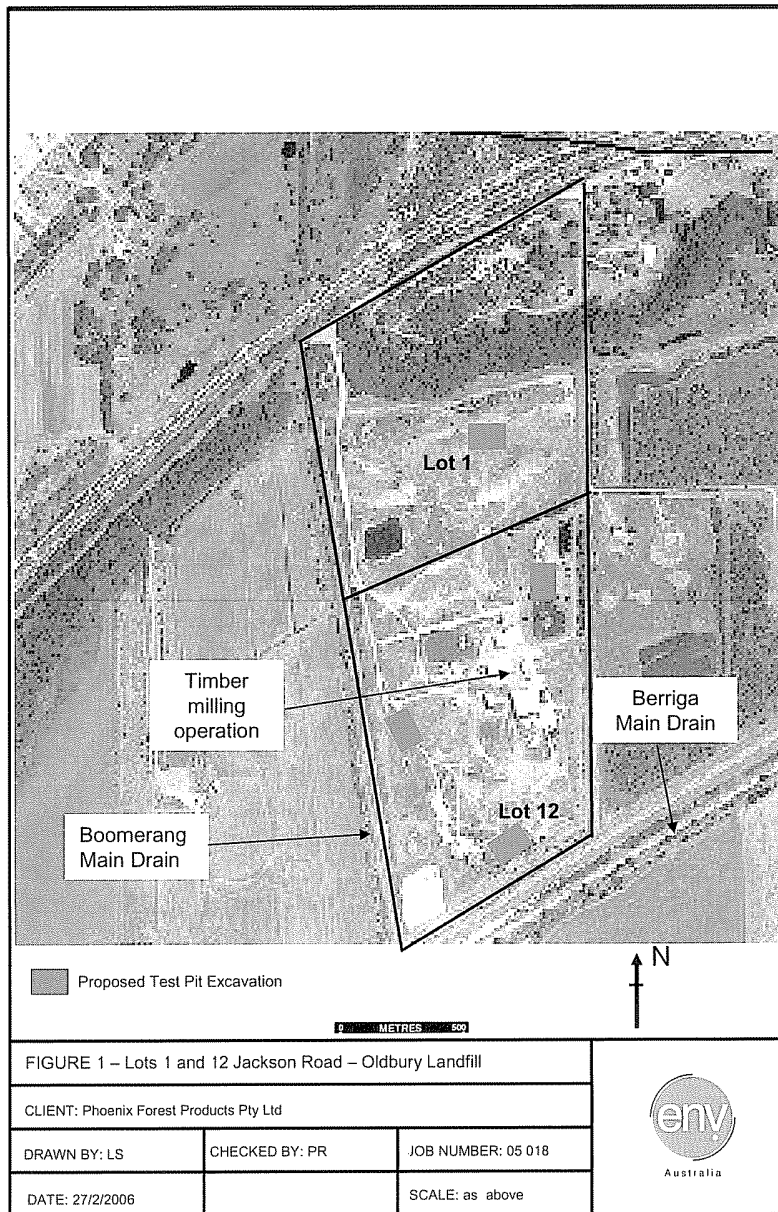 Lot 1
Timber
milling
operation
Berriga
Main Drain
Lot 12
Boomerang
Main Drain
N
Proposed Test Pit Excavation
0 METRES 500
FIGURE 1 – Lots 1 and 12 Jackson Road – Oldbury Landfill
CLIENT: Phoenix Forest Products Pty Ltd
DRAWN BY: LS
CHECKED BY: PR
JOB NUMBER: 05 018
DATE: 27/2/2006
SCALE: as above
env
Australia